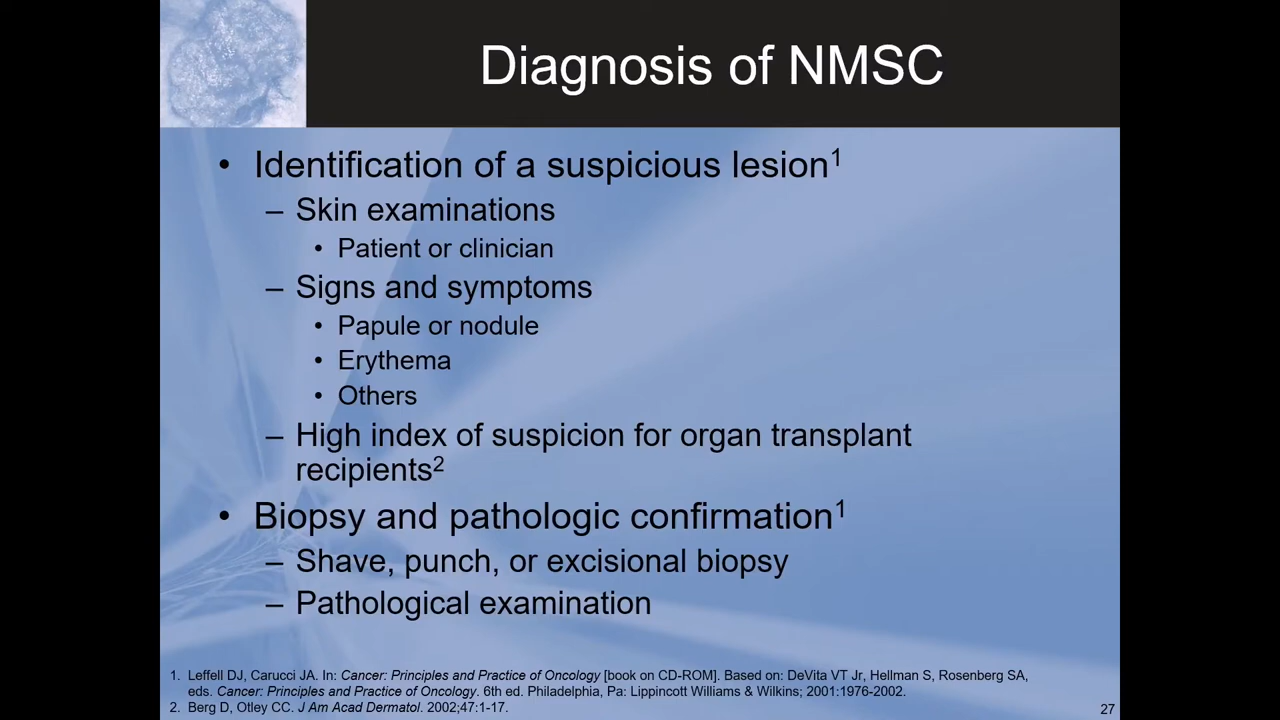 Diagnosis of NMSC
• Identification of a suspicious lesion1
– Skin examinations
• Patient or clinician
– Signs and symptoms
• Papule or nodule
• Erythema
• Others
– High index of suspicion for organ transplant
recipients2
• Biopsy and pathologic confirmation1
– Shave, punch, or excisional biopsy
– Pathological examination
1. Leffell DJ, Carucci JA. In: Cancer: Principles and Practice of Oncology [book on CD-ROM]. Based on: DeVita VT Jr, Hellman S, Rosenberg SA,
eds. Cancer: Principles and Practice of Oncology. 6th ed. Philadelphia, Pa: Lippincott Williams & Wilkins; 2001:1976-2002.
2. Berg D, Otley CC. J Am Acad Dermatol. 2002;47:1-17.
27